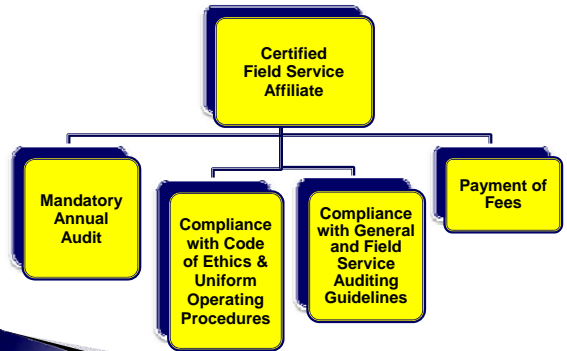 Certified
Field Service
Affiliate
Mandatory
Annual
Audit
Compliance
with Code
of Ethics &
Uniform
Operating
Procedures
Compliance
with General
and Field
Service
Auditing
Guidelines
Payment of
Fees